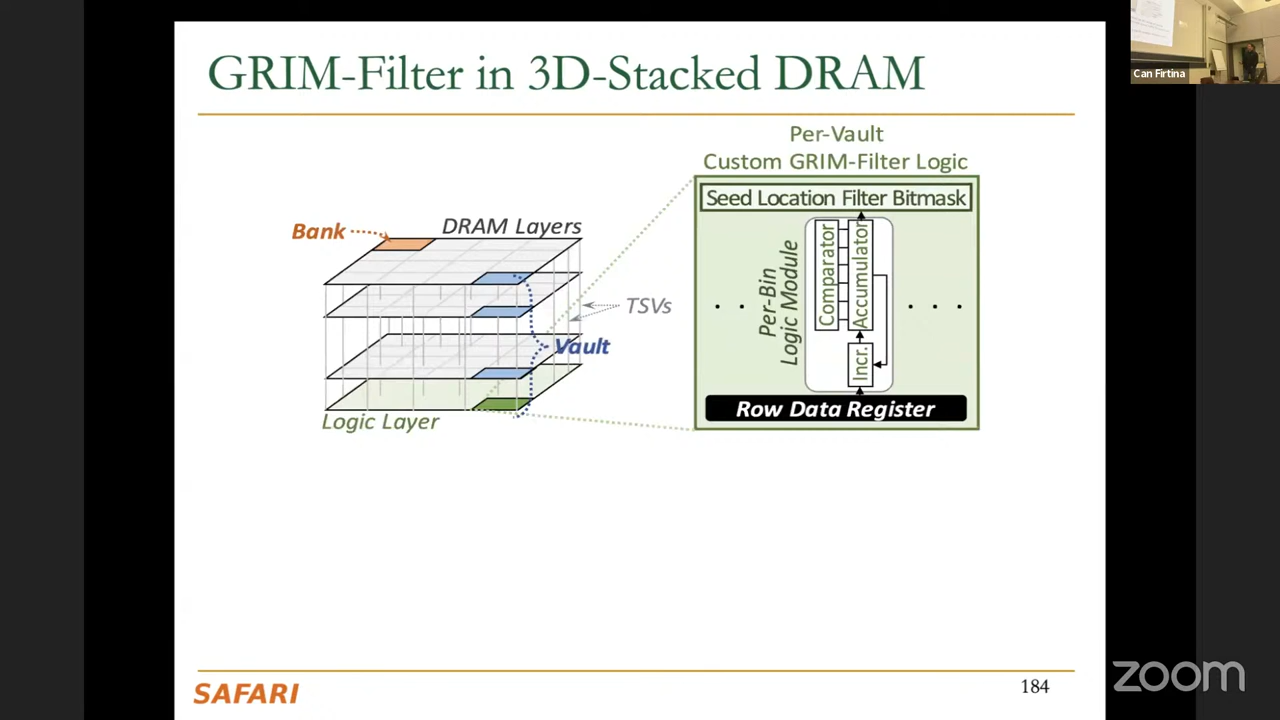 GRIM-Filter in 3D-Stacked DRAM
Can Firtina
Per-Vault
Custom GRIM-Filter Logic
Bank
DRAM Layers
TSVs
Vault
Logic Layer
Seed Location Filter Bitmask
Per-Bin
Logic Module
Comparator
Accumulator
Incr.
Row Data Register
SAFARI
184
zoom